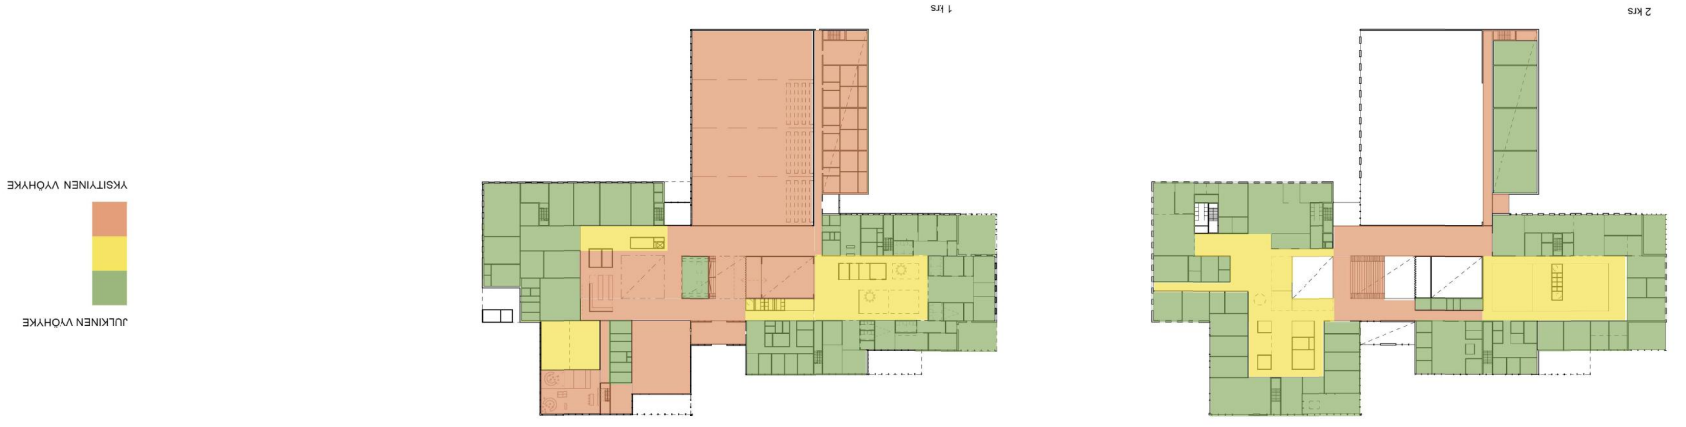 JULKINEN VYÖHYKE
YKSITYINEN VYÖHYKE
2 krs
1 krs